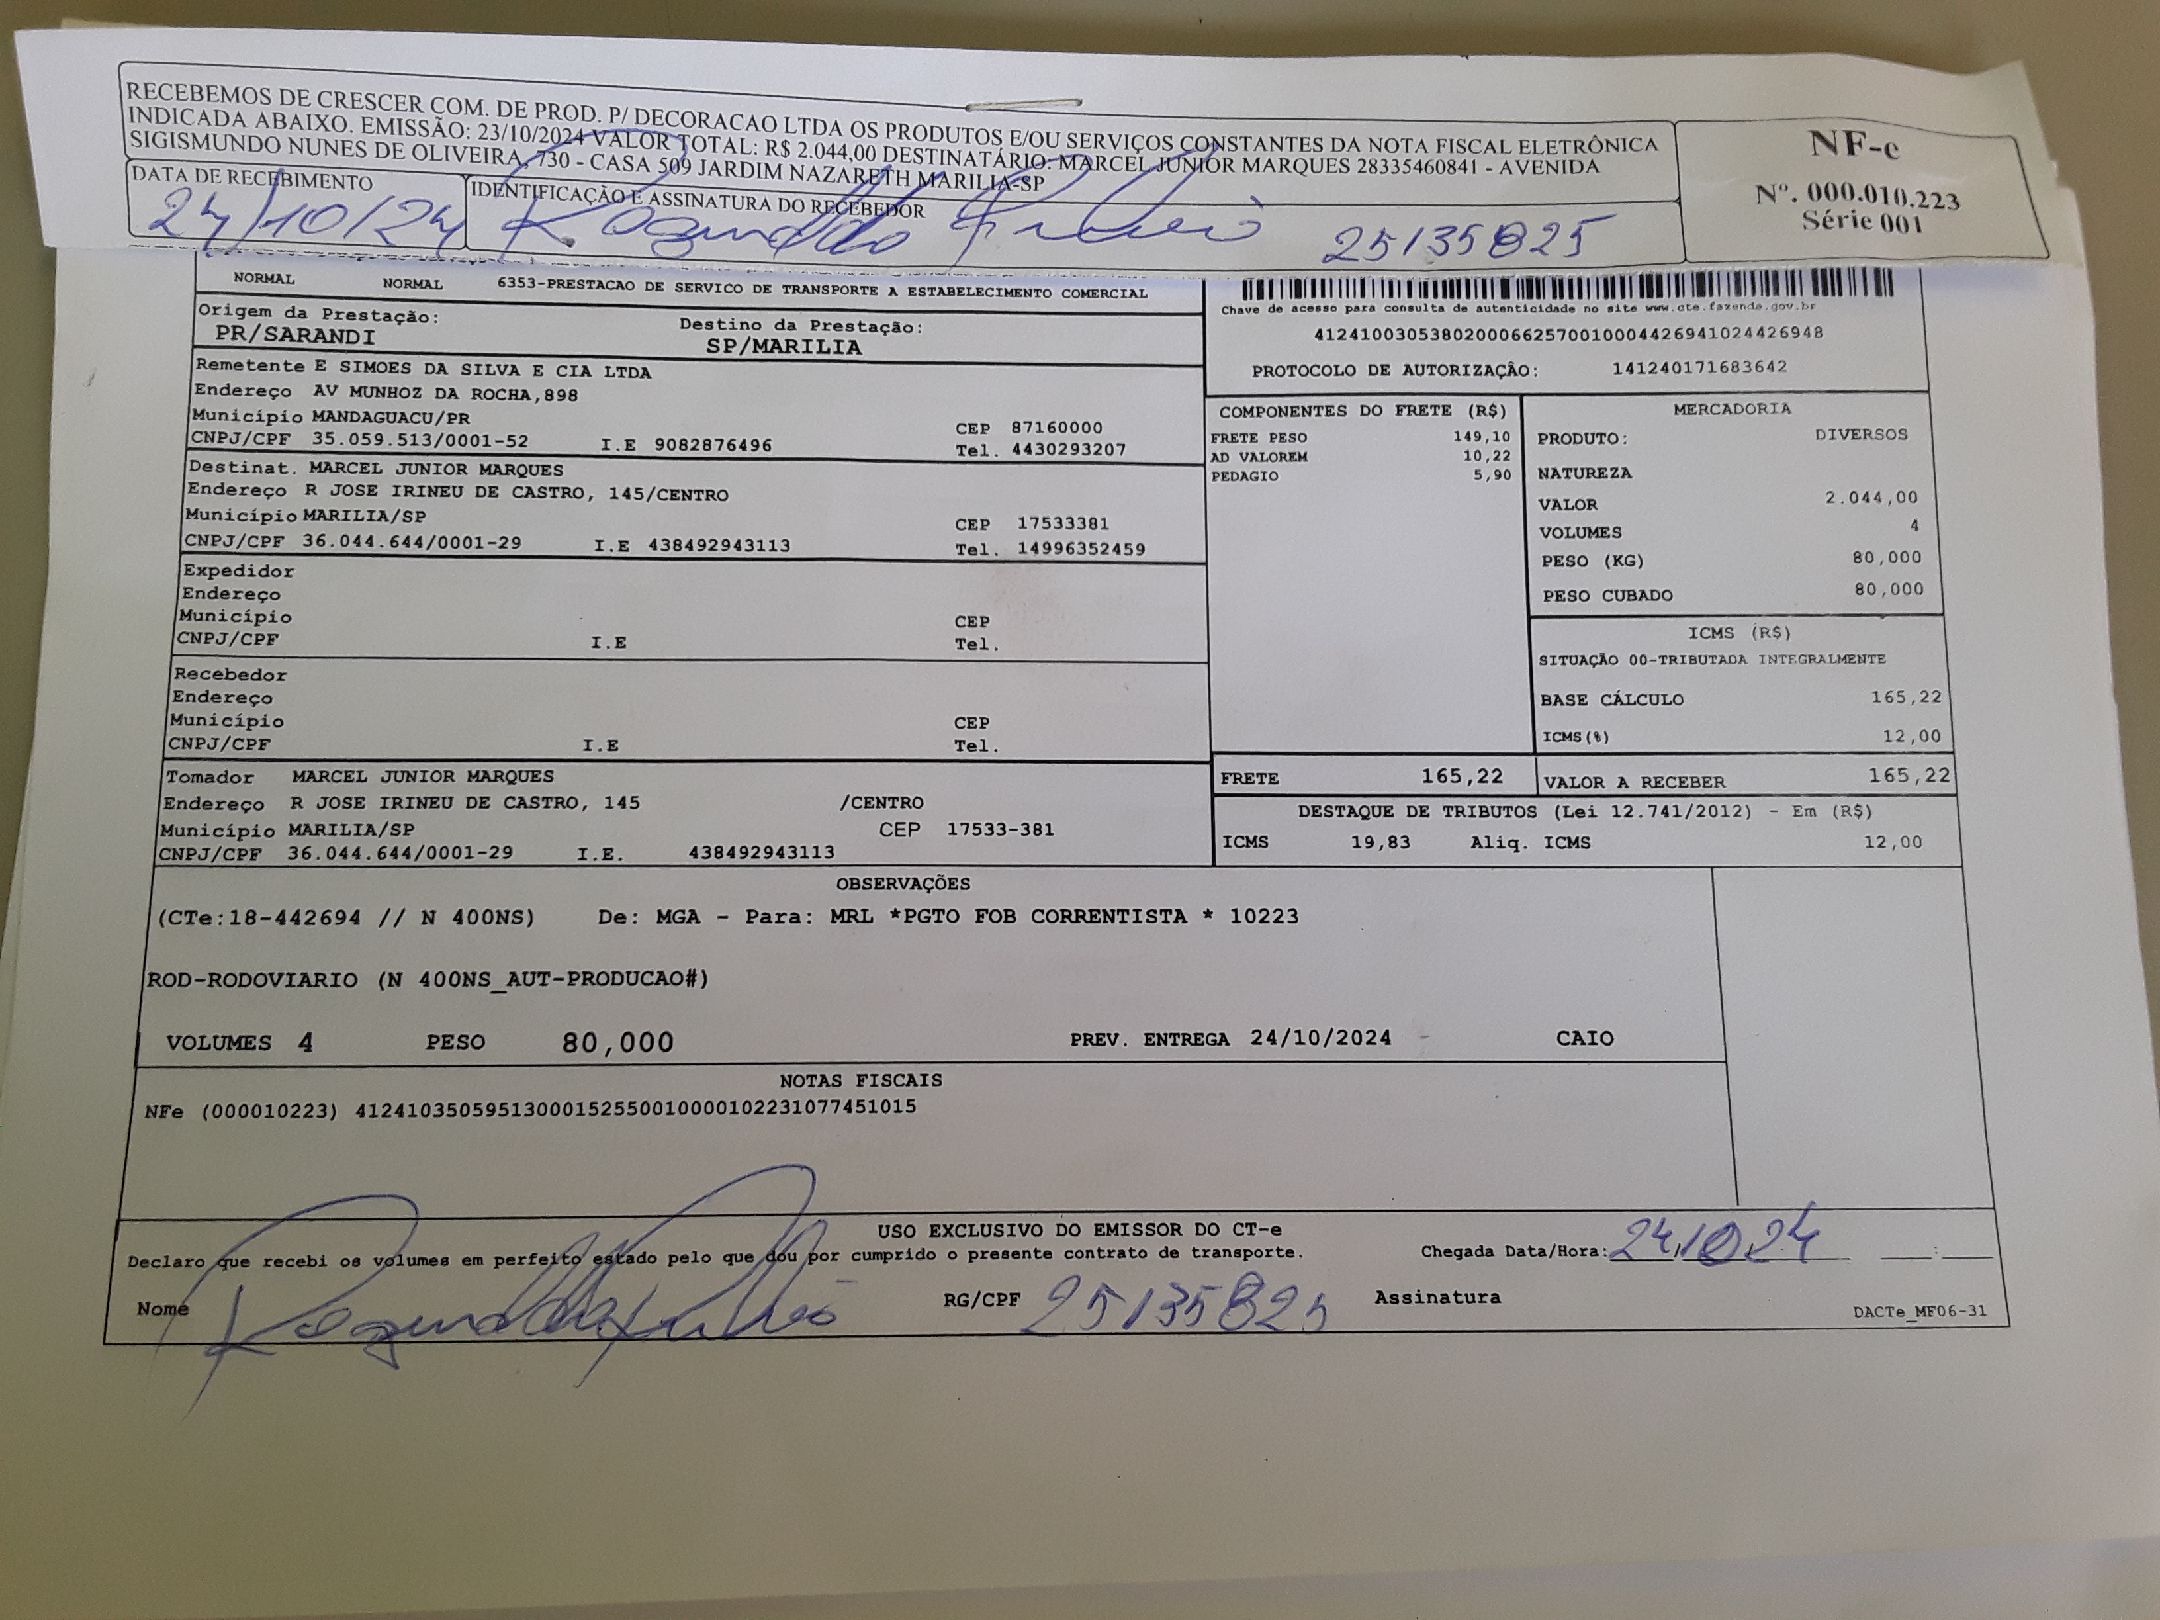 RECEBEMOS DE CRESCER COM. DE PROD. P/ DECORACAO LTDA OS PRODUTOS E/OU SERVIÇOS CONSTANTES DA NOTA FISCAL ELETRÔNICA
INDICADA ABAIXO. EMISSÃO: 23/10/2024 VALOR TOTAL: R$ 2.044,00 DESTINATÁRIO: MARCEL JUNIOR MARQUES 28335460841 - AVENIDA
SIGISMUNDO NUNES DE OLIVEIRA, 730 - CASA 509 JARDIM NAZARETH MARILIA-SP
NF-e
Nº. 000.010.223
Série 001
DATA DE RECEBIMENTO
24/10/24
IDENTIFICAÇÃO E ASSINATURA DO RECEBEDOR
25135825
NORMAL NORMAL 6353-PRESTACAO DE SERVICO DE TRANSPORTE A ESTABELECIMENTO COMERCIAL
Origem da Prestação: Destino da Prestação:
PR/SARANDI SP/MARILIA
Chave de acesso para consulta de autenticidade no site www.cte.fazenda.gov.br
41241003053802000662570010004426941024426948
PROTOCOLO DE AUTORIZAÇÃO: 141240171683642
Remetente E SIMOES DA SILVA E CIA LTDA
Endereço AV MUNHOZ DA ROCHA,898
Município MANDAGUACU/PR CEP 87160000
CNPJ/CPF 35.059.513/0001-52 I.E 9082876496 Tel. 4430293207
Destinat. MARCEL JUNIOR MARQUES
Endereço R JOSE IRINEU DE CASTRO, 145/CENTRO
Município MARILIA/SP CEP 17533381
CNPJ/CPF 36.044.644/0001-29 I.E 438492943113 Tel. 14996352459
Expedidor
Endereço
Município CEP
CNPJ/CPF I.E Tel.
Recebedor
Endereço
Município CEP
CNPJ/CPF I.E Tel.
Tomador MARCEL JUNIOR MARQUES
Endereço R JOSE IRINEU DE CASTRO, 145 /CENTRO
Município MARILIA/SP CEP 17533-381
CNPJ/CPF 36.044.644/0001-29 I.E. 438492943113
COMPONENTES DO FRETE (R$)
FRETE PESO 149,10
AD VALOREM 10,22
PEDAGIO 5,90
MERCADORIA
PRODUTO: DIVERSOS
NATUREZA
VALOR 2.044,00
VOLUMES 4
PESO (KG) 80,000
PESO CUBADO 80,000
ICMS (R$)
SITUAÇÃO 00-TRIBUTADA INTEGRALMENTE
BASE CÁLCULO 165,22
ICMS(%) 12,00
FRETE 165,22 VALOR A RECEBER 165,22
DESTAQUE DE TRIBUTOS (Lei 12.741/2012) - Em (R$)
ICMS 19,83 Aliq. ICMS 12,00
OBSERVAÇÕES
(CTe:18-442694 // N 400NS) De: MGA - Para: MRL *PGTO FOB CORRENTISTA * 10223
ROD-RODOVIARIO (N 400NS_AUT-PRODUCAO#)
VOLUMES 4 PESO 80,000 PREV. ENTREGA 24/10/2024 - CAIO
NOTAS FISCAIS
NFe (000010223) 41241035059513000152550010000102231077451015
USO EXCLUSIVO DO EMISSOR DO CT-e
Declaro que recebi os volumes em perfeito estado pelo que dou por cumprido o presente contrato de transporte. Chegada Data/Hora: 24/10/24
Nome RG/CPF 25135825 Assinatura
DACTe_MF06-31